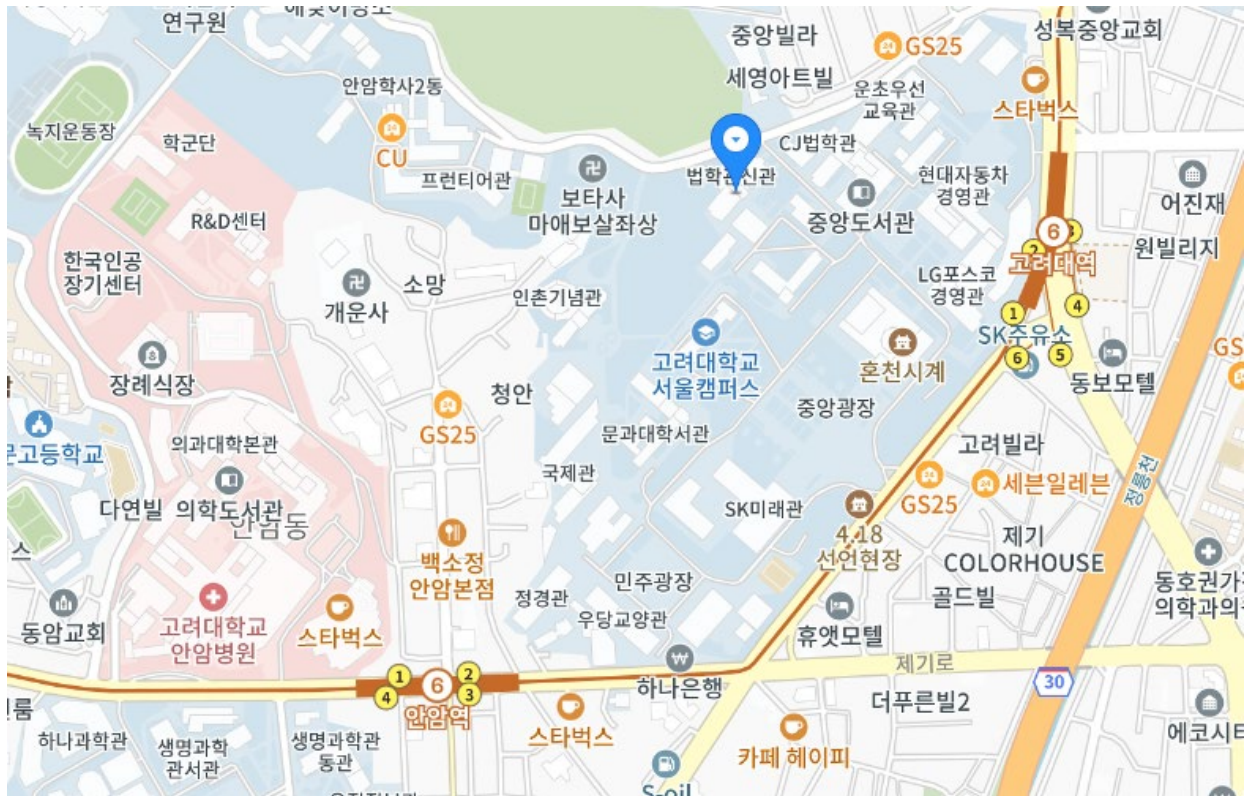 연구원
중앙빌라
GS25
성복중앙교회
세영아트빌
안암학사2동
운초우선
교육관
스타벅스
녹지운동장
학군단
CU
CJ법학관
프런티어관
보타사
마애보살좌상
중앙도서관
현대자동차
경영관
어진재
R&D센터
6
2
고려대역
원빌리지
한국인공
장기센터
소망
개운사
인촌기념관
LG포스코
경영관
1
4
SK주유소
6
5
고려대학교
서울캠퍼스
혼천시계
동보모텔
장례식장
청안
중앙광장
GS25
의과대학본관
문과대학서관
고려빌라
국제관
정릉천
GS25
세븐일레븐
다연빌
의학도서관
안암동
SK미래관
4.18
선언현장
제기
COLORHOUSE
백소정
안암본점
민주광장
정경관
골드빌
동암교회
고려대학교
안암병원
스타벅스
우당교양관
휴앳모텔
제기로
1
4
6
2
3
안암역
하나은행
30
더푸른빌2
스타벅스
하나과학관
생명과학
관서관
생명과학관
동관
카페 헤이피
S-oil